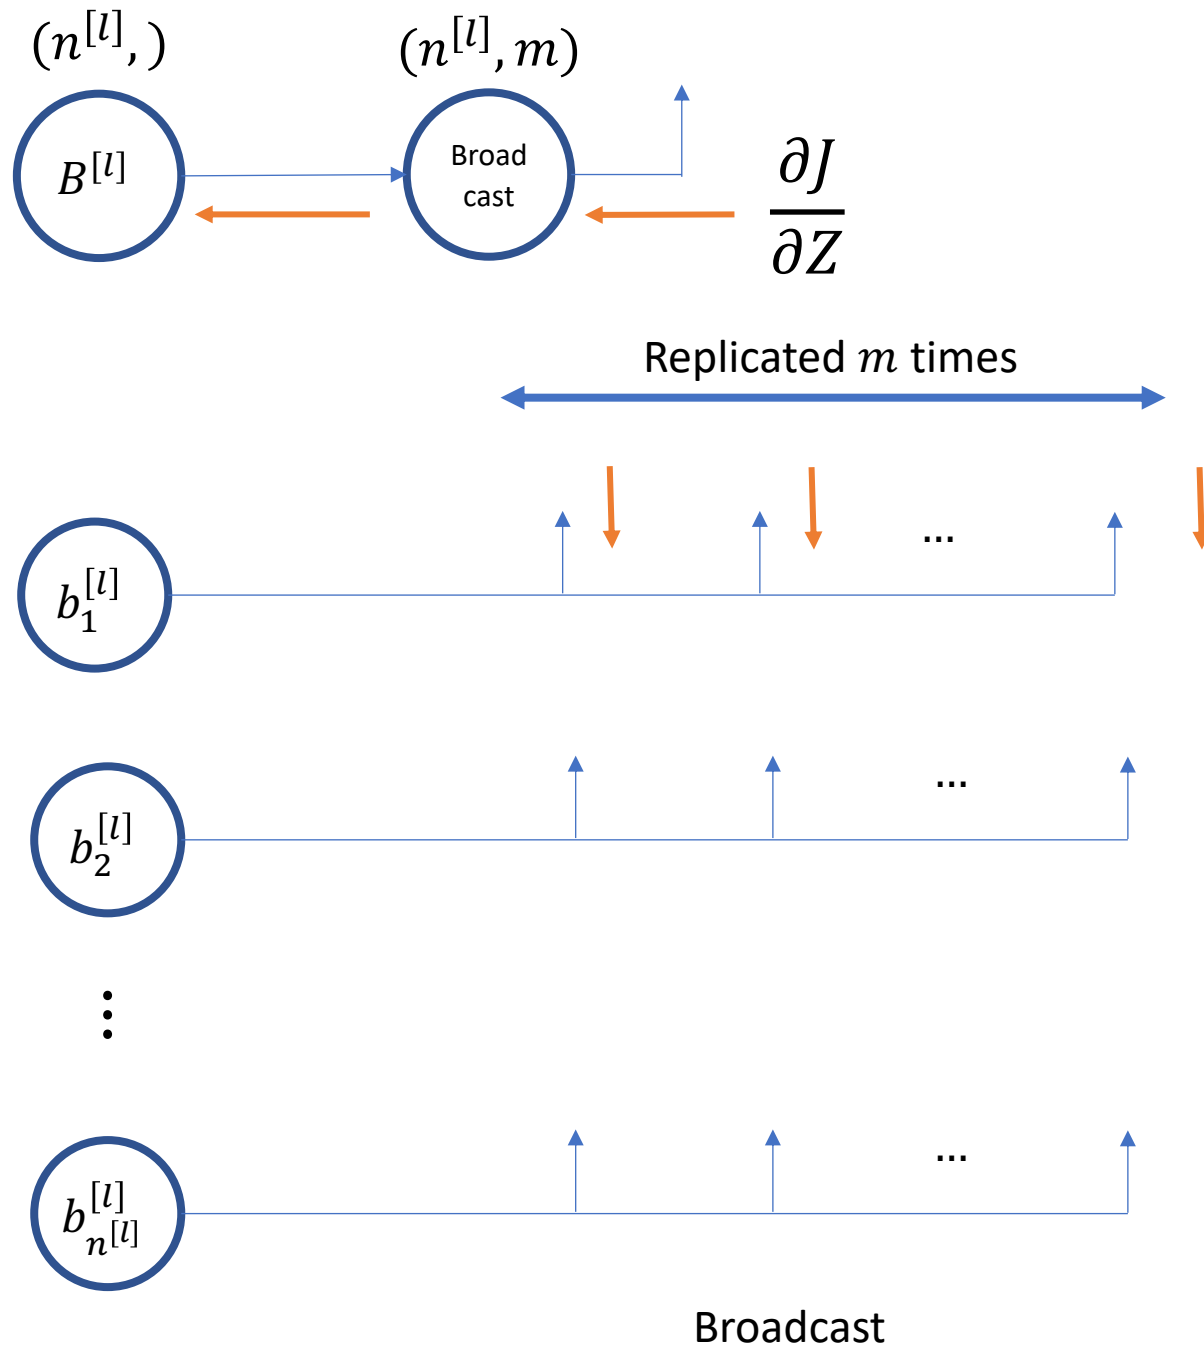 (n^[l], )
(n^[l], m)
B^[l]
Broad
cast
∂J
∂Z
Replicated m times
...
b_1^[l]
...
b_2^[l]
⋮
...
b_{n^[l]}^[l]
Broadcast